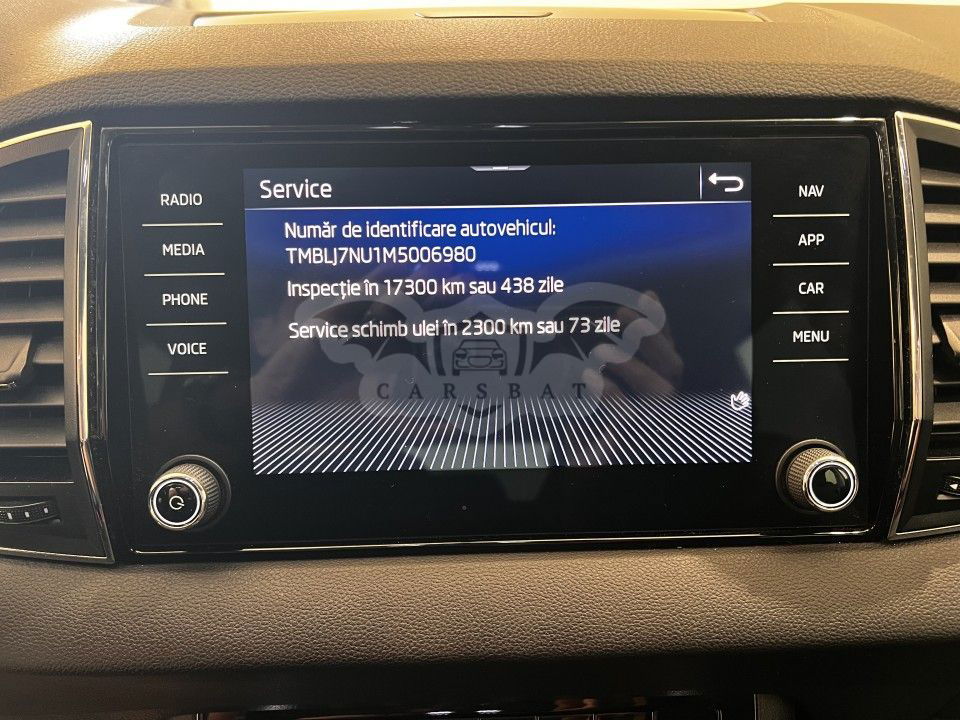 Service
RADIO
MEDIA
PHONE
VOICE
Număr de identificare autovehicul:
TMBLJ7NU1M5006980
Inspecție în 17300 km sau 438 zile
Service schimb ulei în 2300 km sau 73 zile
CARSBAT
NAV
APP
CAR
MENU